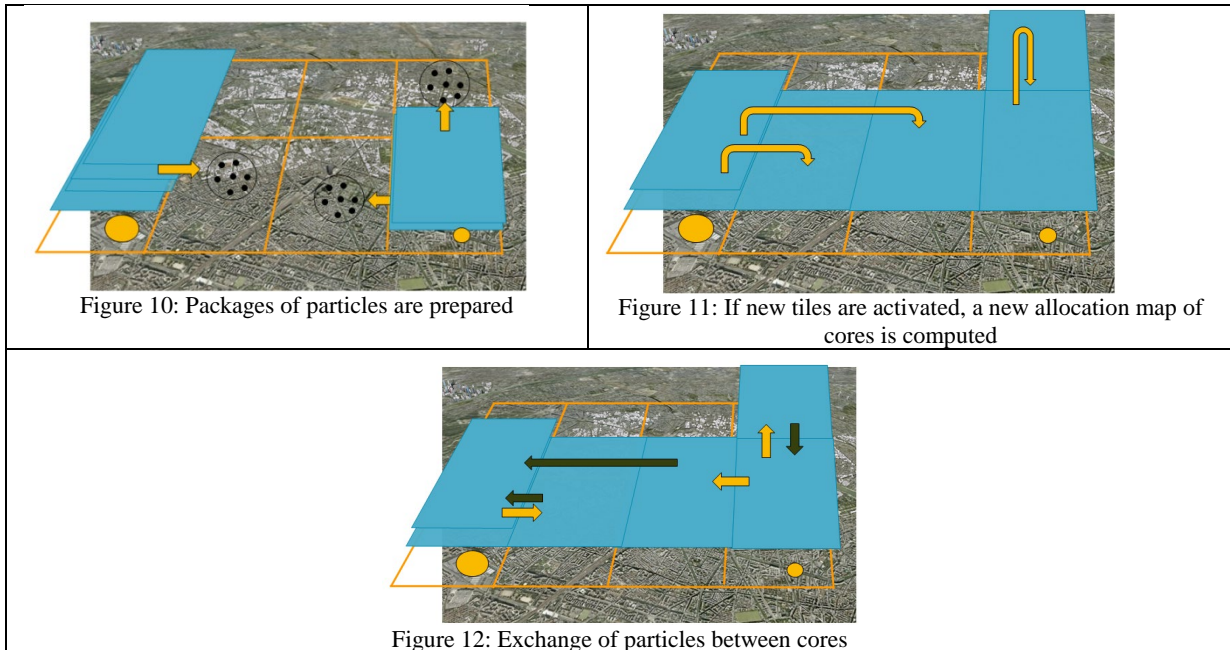 Figure 10: Packages of particles are prepared
Figure 11: If new tiles are activated, a new allocation map of
cores is computed
Figure 12: Exchange of particles between cores